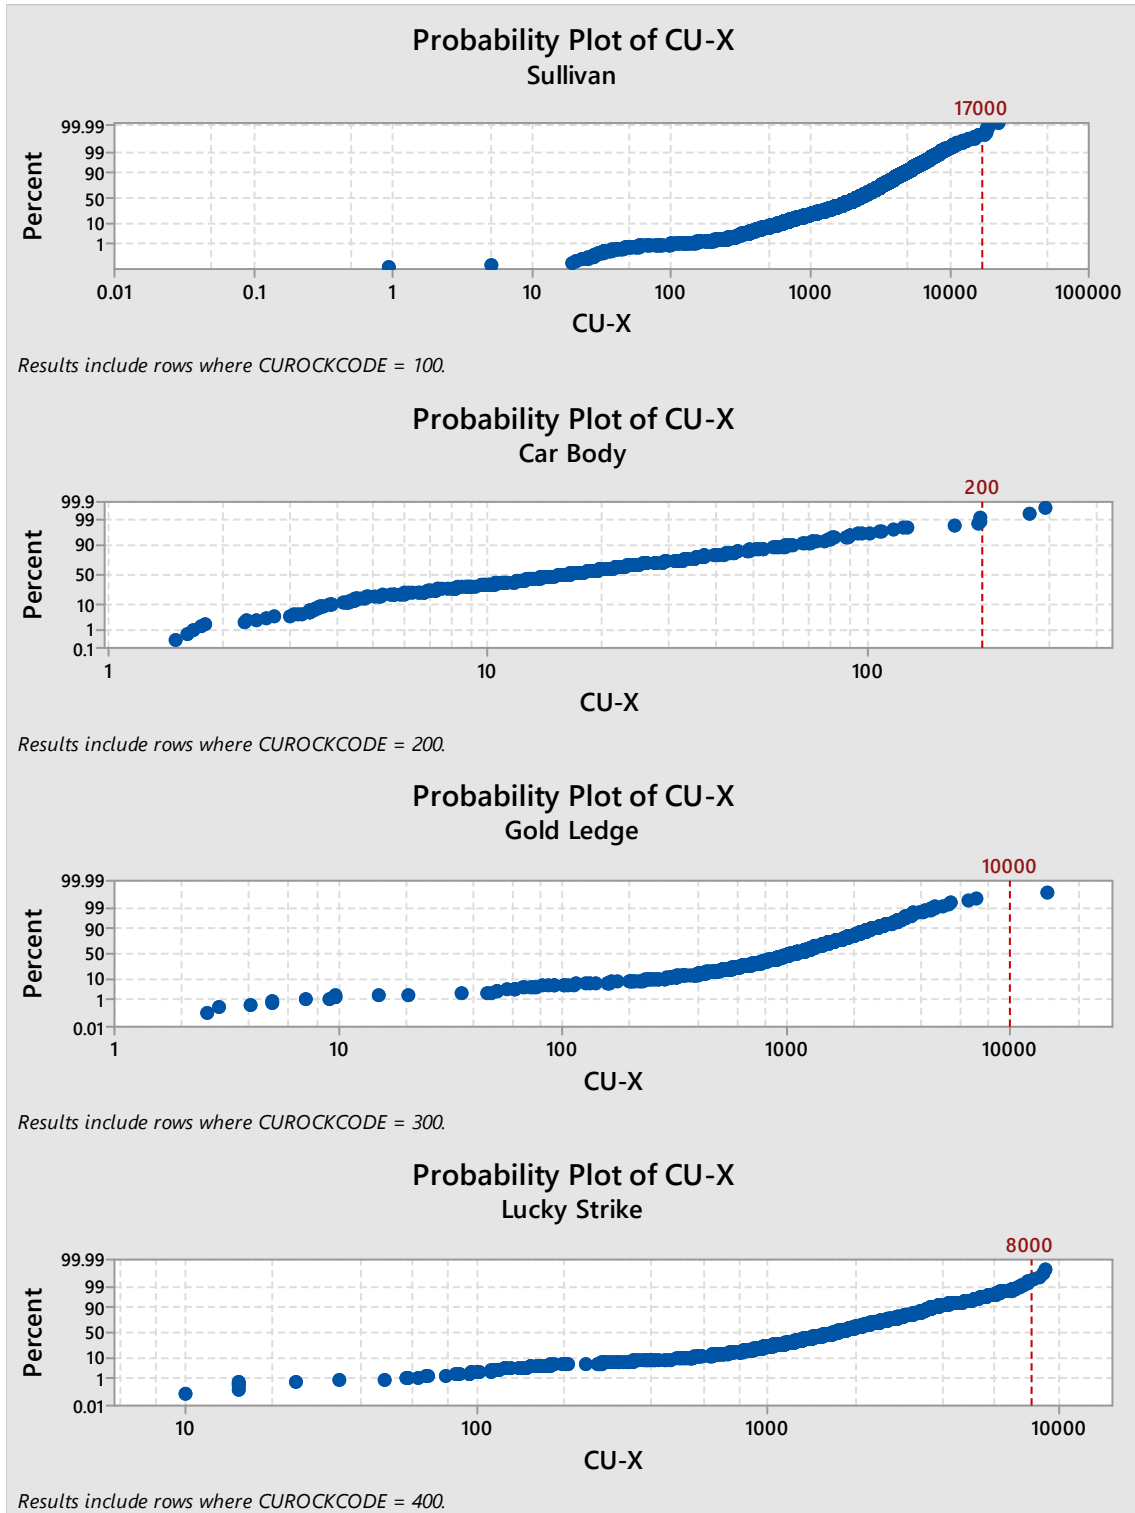 Probability Plot of CU-X
Sullivan
17000
99.99
99
90
50
10
1
Percent
0.01 0.1 1 10 100 1000 10000 100000
CU-X
Results include rows where CUROCKCODE = 100.
Probability Plot of CU-X
Car Body
200
99.9
99
90
50
10
1
0.1
Percent
1 10 100
CU-X
Results include rows where CUROCKCODE = 200.
Probability Plot of CU-X
Gold Ledge
10000
99.99
99
90
50
10
1
0.01
Percent
1 10 100 1000 10000
CU-X
Results include rows where CUROCKCODE = 300.
Probability Plot of CU-X
Lucky Strike
8000
99.99
99
90
50
10
1
0.01
Percent
10 100 1000 10000
CU-X
Results include rows where CUROCKCODE = 400.